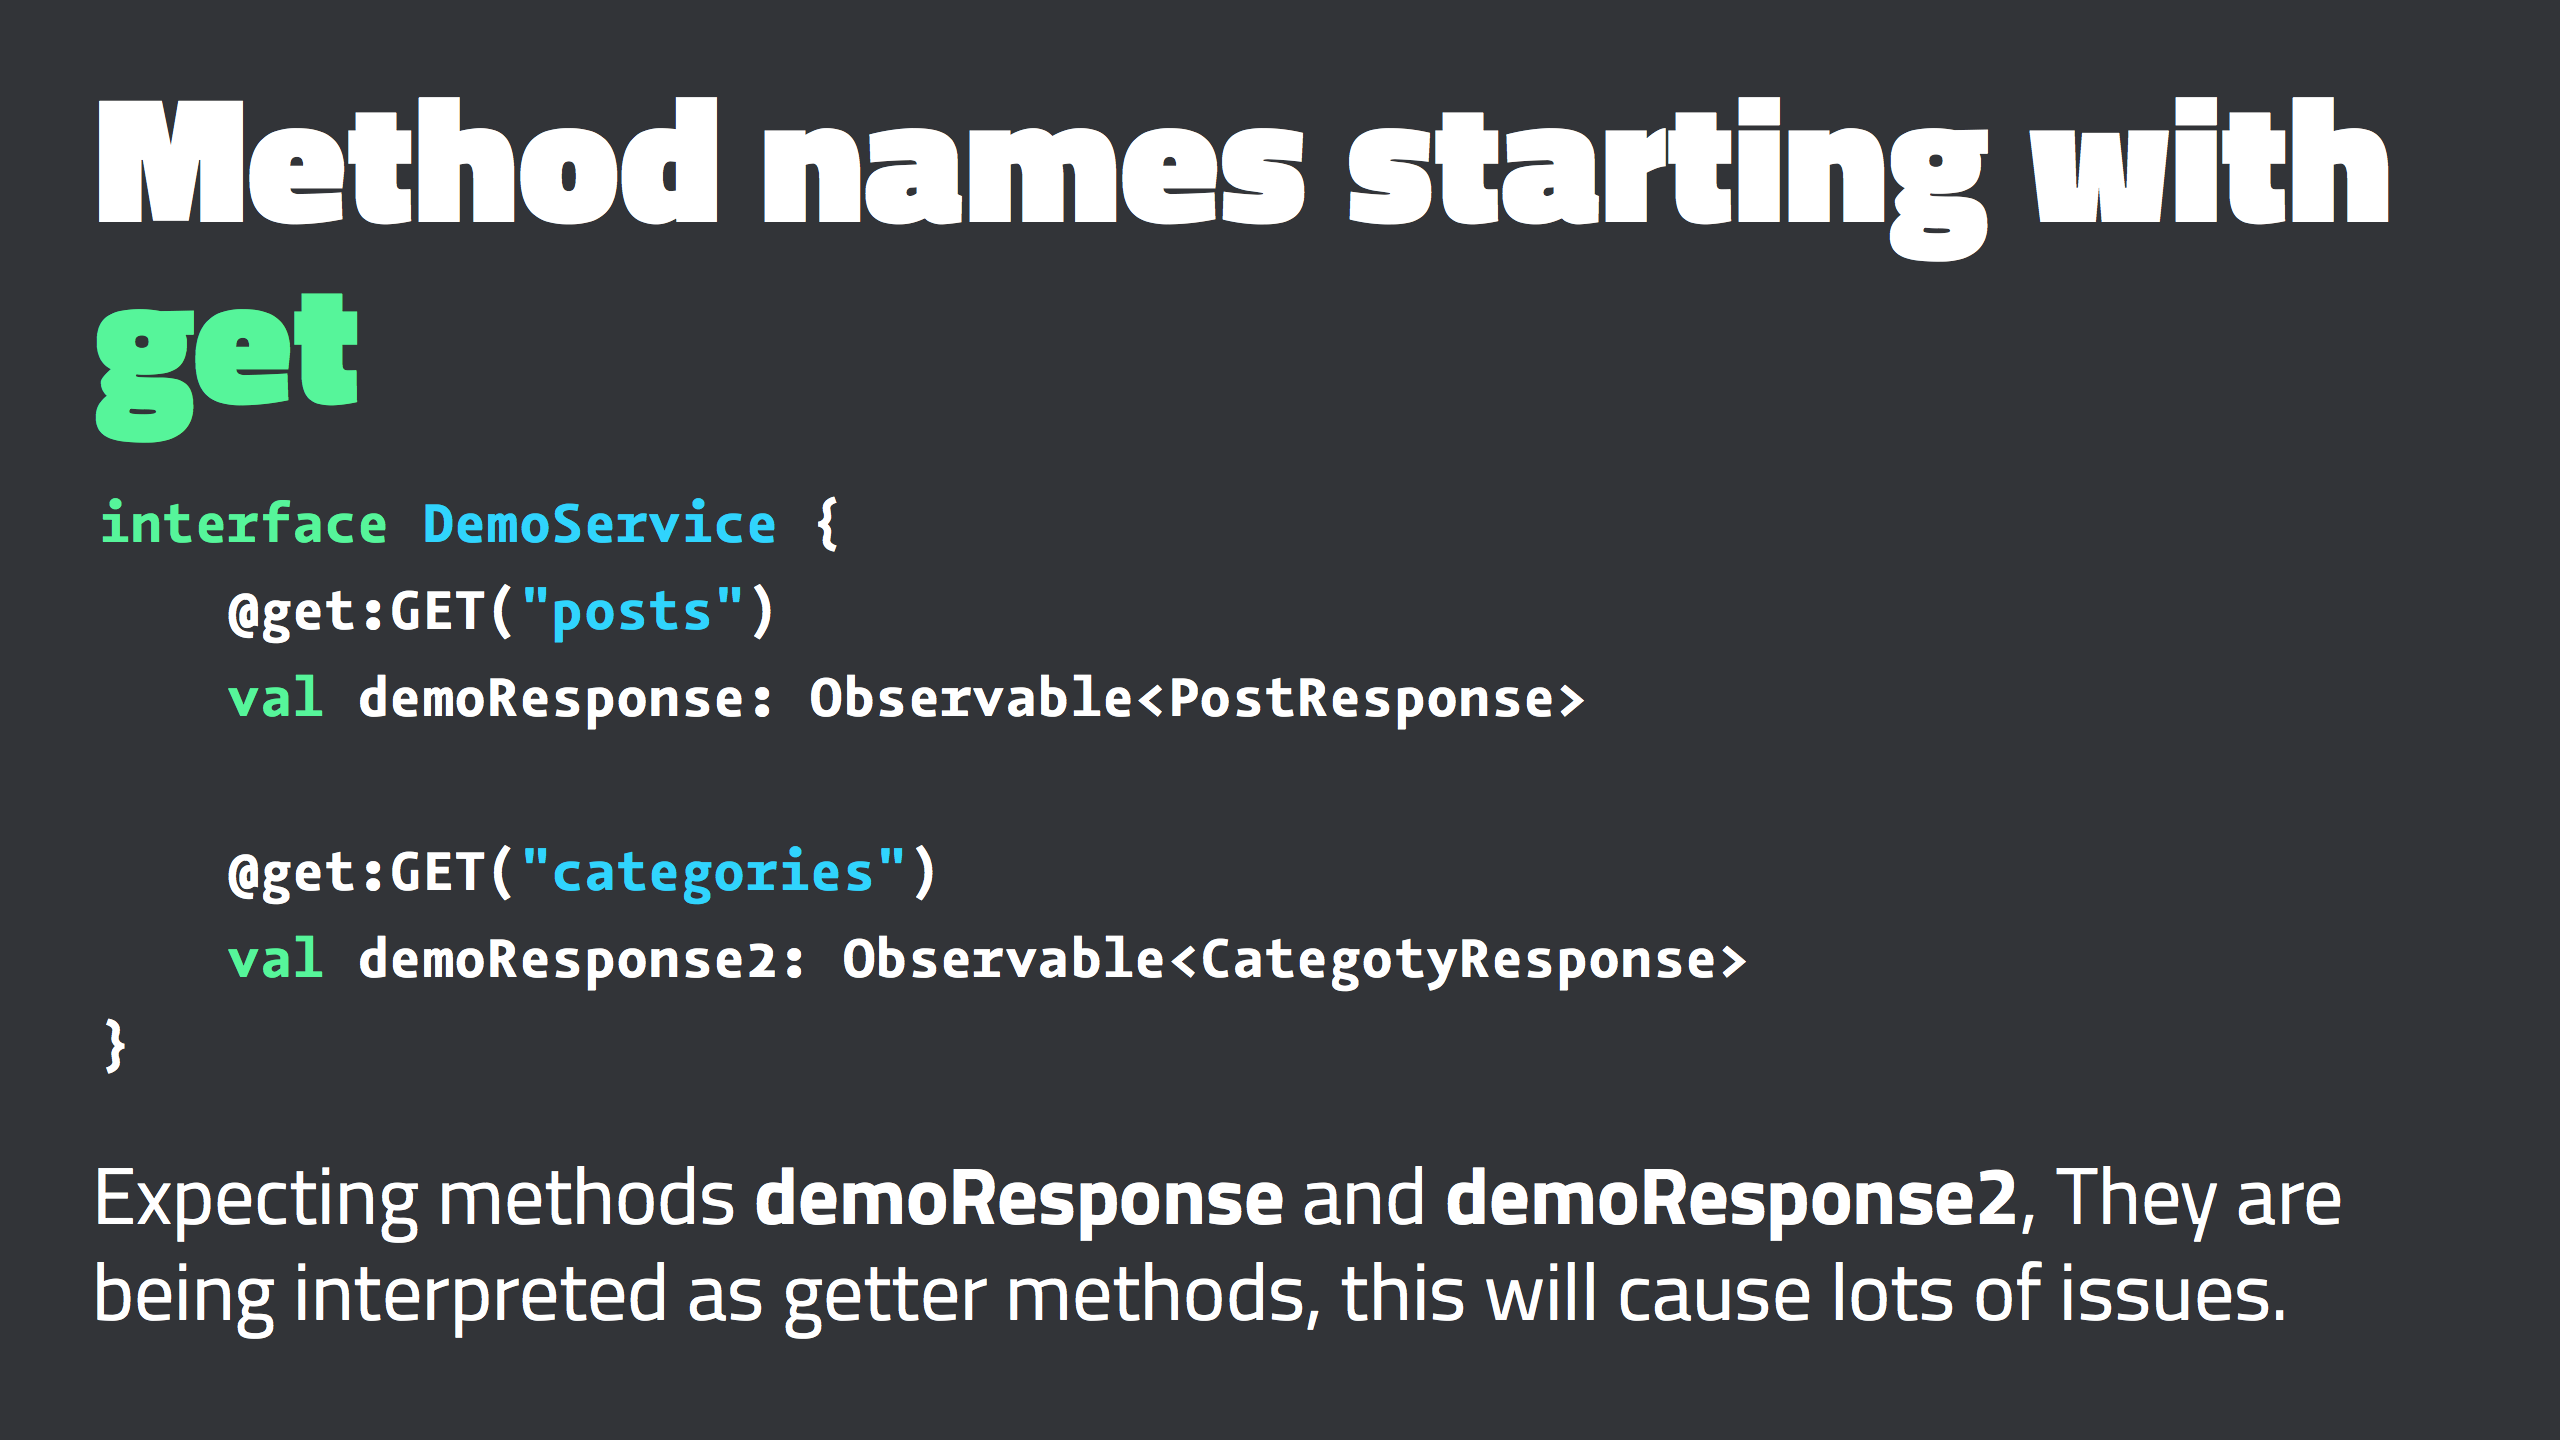 Method names starting with
get
interface DemoService {
@get:GET("posts")
val demoResponse: Observable<PostResponse>
@get:GET("categories")
val demoResponse2: Observable<CategotyResponse>
}
Expecting methods demoResponse and demoResponse2, They are
being interpreted as getter methods, this will cause lots of issues.